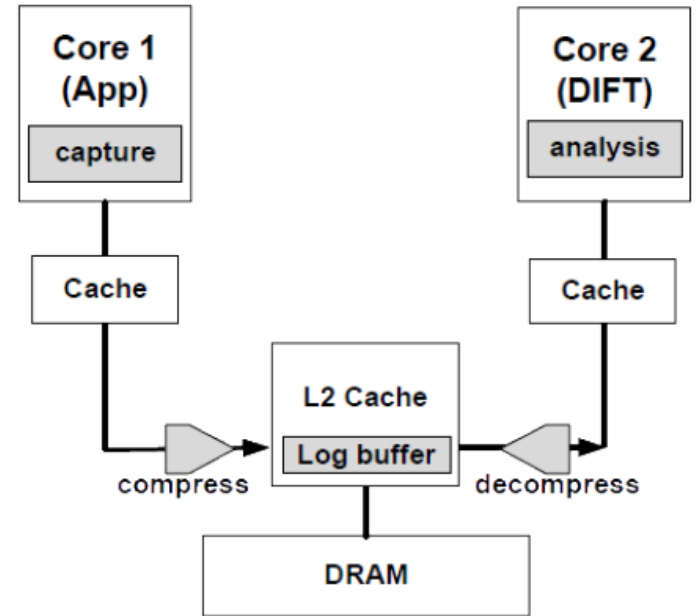 Core 1
(App)
capture
Core 2
(DIFT)
analysis
Cache
Cache
L2 Cache
Log buffer
compress
decompress
DRAM